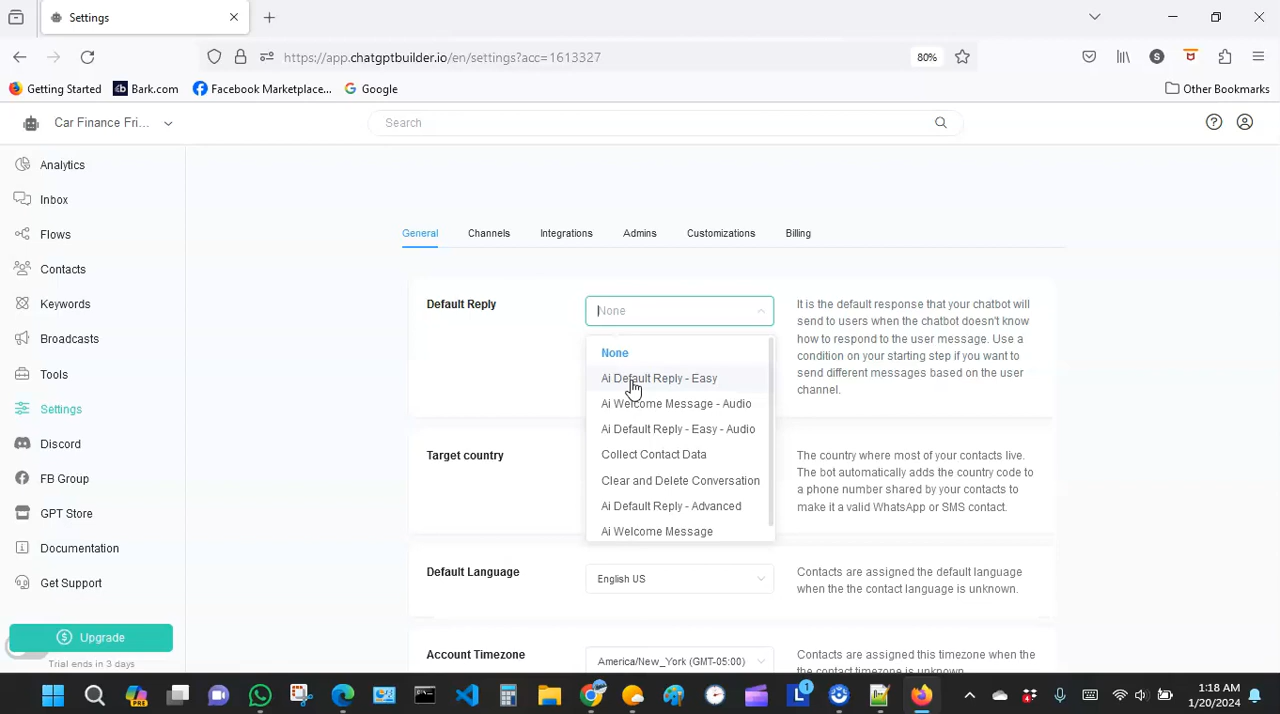 Settings
https://app.chatgptbuilder.io/en/settings?acc=1613327
80%
S
Getting Started
Bark.com
Facebook Marketplace...
Google
Other Bookmarks
Car Finance Fri...
Search
Analytics
Inbox
Flows
Contacts
Keywords
Broadcasts
Tools
Settings
Discord
FB Group
GPT Store
Documentation
Get Support
Upgrade
Trial ends in 3 days
General
Channels
Integrations
Admins
Customizations
Billing
Default Reply
None
None
Ai Default Reply - Easy
Ai Welcome Message - Audio
Ai Default Reply - Easy - Audio
Collect Contact Data
Clear and Delete Conversation
Ai Default Reply - Advanced
Ai Welcome Message
It is the default response that your chatbot will
send to users when the chatbot doesn't know
how to respond to the user message. Use a
condition on your starting step if you want to
send different messages based on the user
channel.
Target country
The country where most of your contacts live.
The bot automatically adds the country code to
a phone number shared by your contacts to
make it a valid WhatsApp or SMS contact.
Default Language
English US
Contacts are assigned the default language
when the the contact language is unknown.
Account Timezone
America/New_York (GMT-05:00)
Contacts are assigned this timezone when the
the contact timezone is unknown.
PRE
1
1:18 AM
1/20/2024